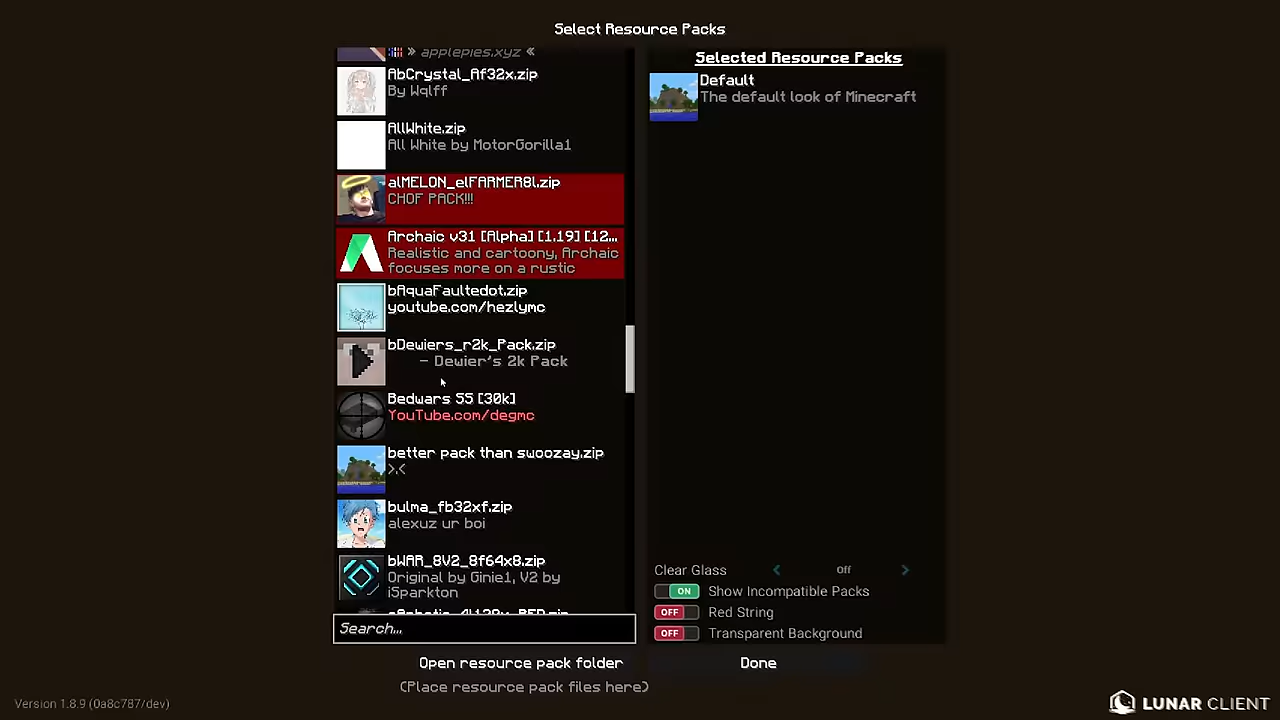 Select Resource Packs
» applepies.xyz «
AbCrystal_Af32x.zip
By Wqlff
AllWhite.zip
All White by MotorGorilla1
alMELON_elFARMER8l.zip
CHOF PACK!!!
Archaic v31 [Alpha] [1.19] [12...
Realistic and cartoony, Archaic
focuses more on a rustic
bAquaFaultedot.zip
youtube.com/hezlymc
bDewiers_r2k_Pack.zip
- Dewier's 2k Pack
Bedwars S5 [30k]
YouTube.com/degmc
better pack than swoozay.zip
>.<
bulma_fb32xf.zip
alexuz ur boi
bWAR_8V2_8f64x8.zip
Original by Ginie1, V2 by
iSparkton
Search...
Open resource pack folder
(Place resource pack files here)
Selected Resource Packs
Default
The default look of Minecraft
Clear Glass < Off >
ON Show Incompatible Packs
OFF Red String
OFF Transparent Background
Done
Version 1.8.9 (0a8c787/dev)
LUNAR CLIENT